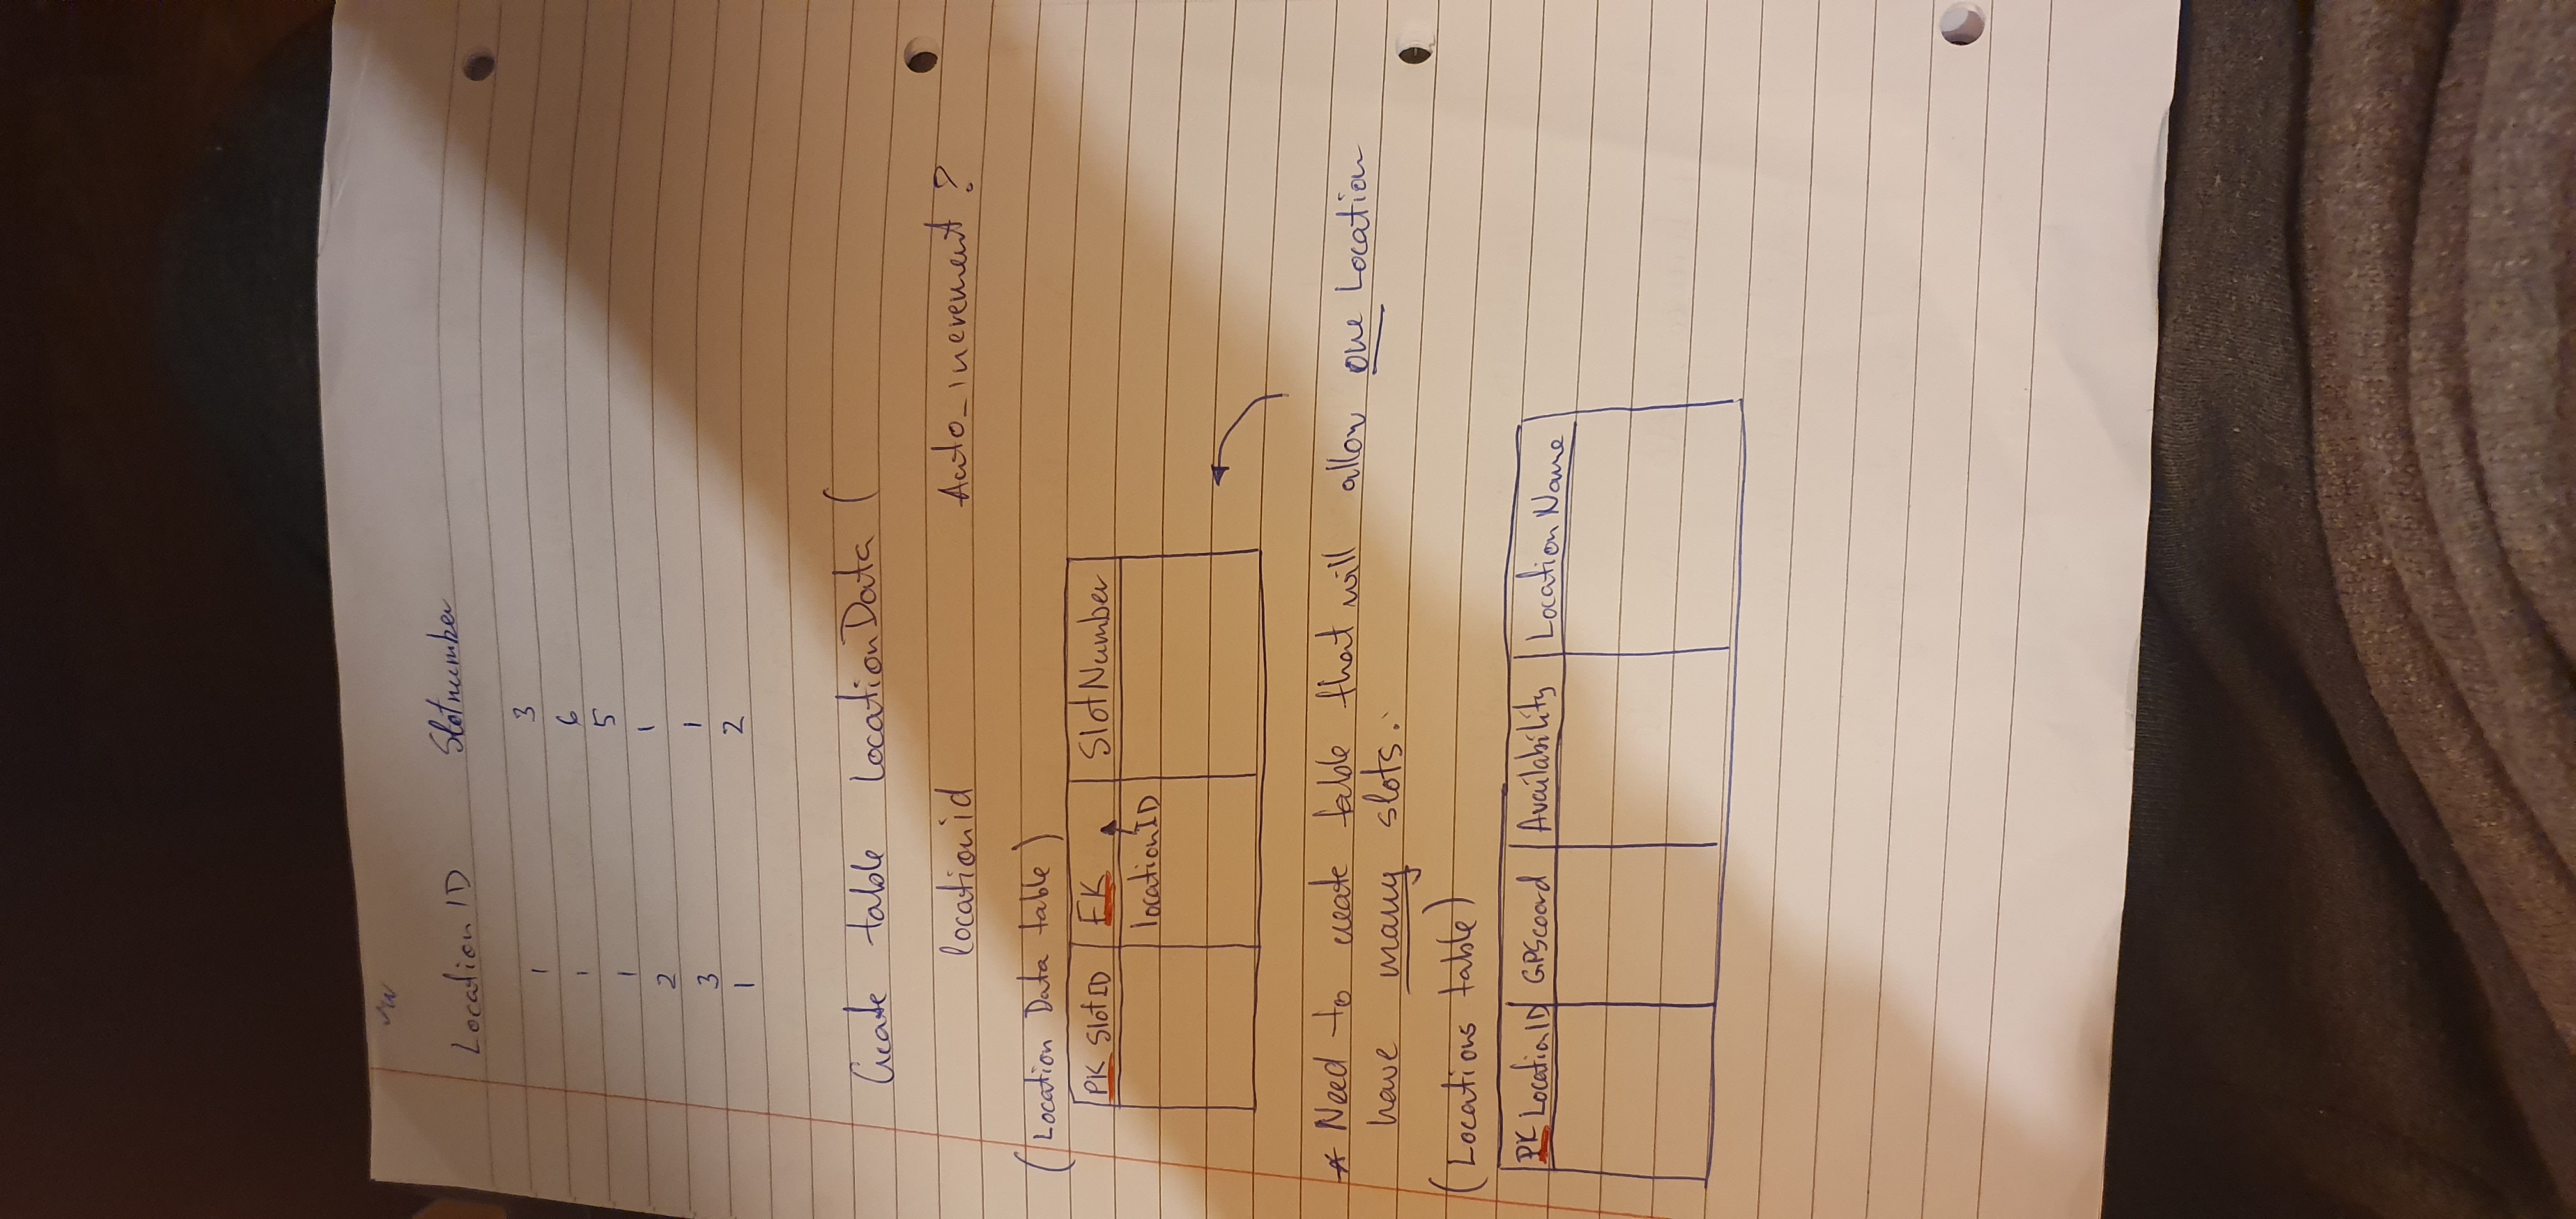 Location ID Slotnumber
1 3
1 6
1 5
2 1
3 1
1 2
Create table LocationData (
locationid Auto_increment ?
(Location Data table)
PK SlotID FK SlotNumber
locationID
* Need to create table that will allow one Location
have many slots.
(Locations table)
PK LocatioID GPScoord Availability Location Name